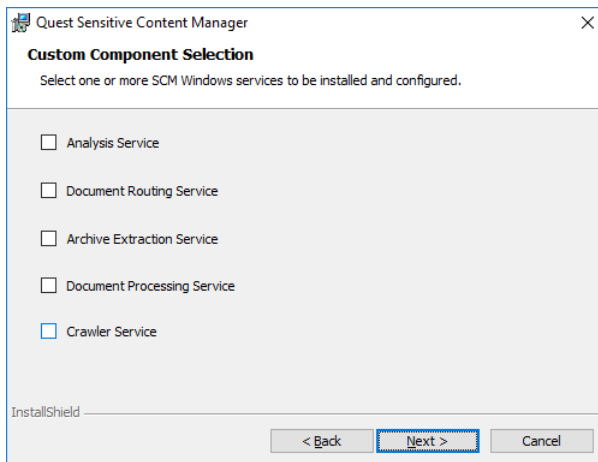 Quest Sensitive Content Manager
Custom Component Selection
Select one or more SCM Windows services to be installed and configured.
Analysis Service
Document Routing Service
Archive Extraction Service
Document Processing Service
Crawler Service
InstallShield
< Back
Next >
Cancel